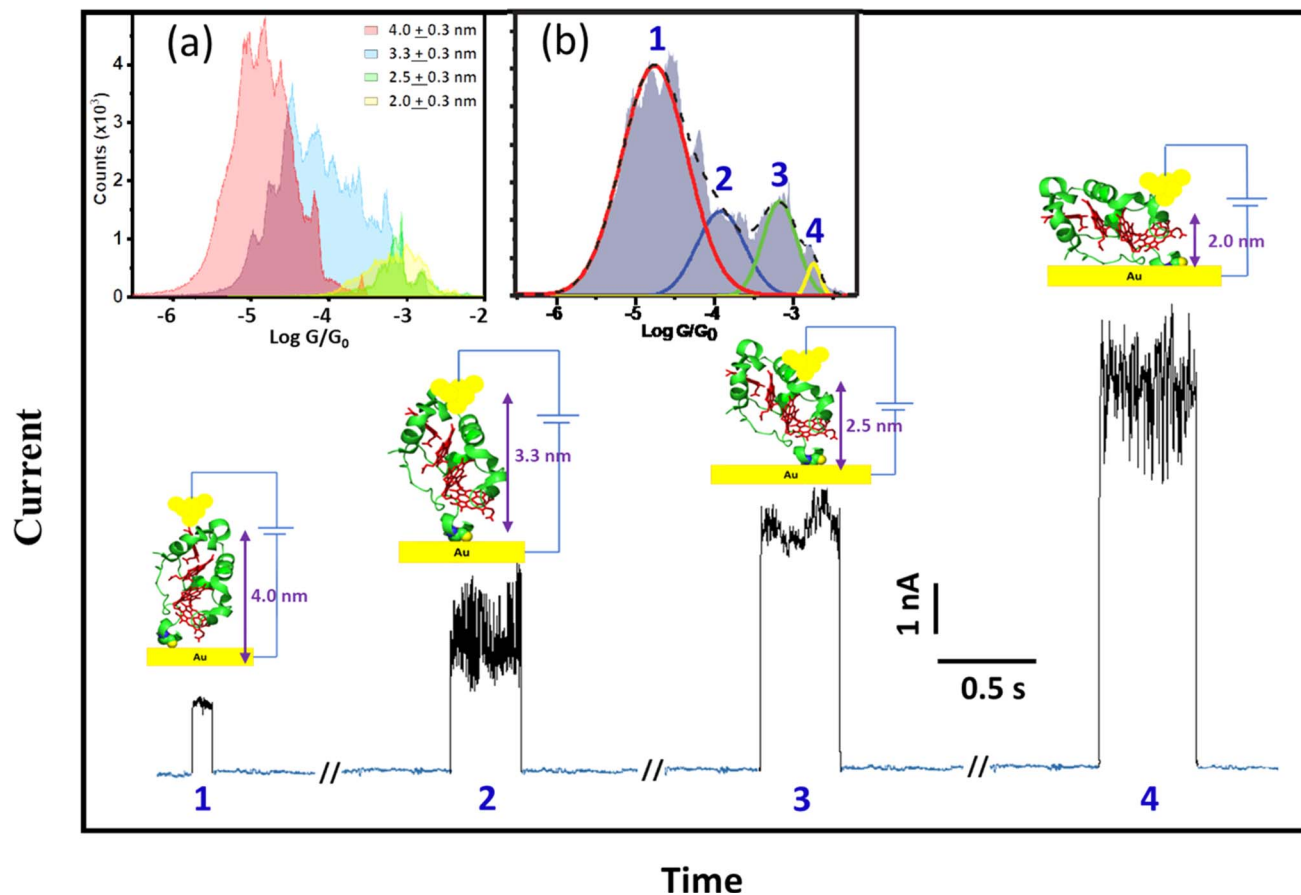 (a)
4.0 ± 0.3 nm
3.3 ± 0.3 nm
2.5 ± 0.3 nm
2.0 ± 0.3 nm
Counts (x10³)
4
3
2
1
0
-6 -5 -4 -3 -2
Log G/G₀
(b)
1
2
3
4
-6 -5 -4 -3
Log G/G₀
Current
4.0 nm
Au
3.3 nm
Au
2.5 nm
Au
2.0 nm
Au
1 nA
0.5 s
// // //
1 2 3 4
Time